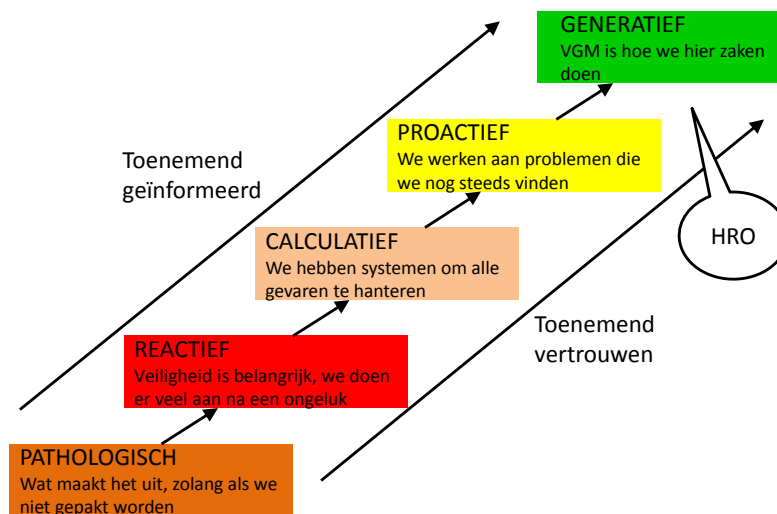 GENERATIEF
VGM is hoe we hier zaken
doen
PROACTIEF
We werken aan problemen die
we nog steeds vinden
Toenemend
geïnformeerd
HRO
CALCULATIEF
We hebben systemen om alle
gevaren te hanteren
Toenemend
vertrouwen
REACTIEF
Veiligheid is belangrijk, we doen
er veel aan na een ongeluk
PATHOLOGISCH
Wat maakt het uit, zolang als we
niet gepakt worden